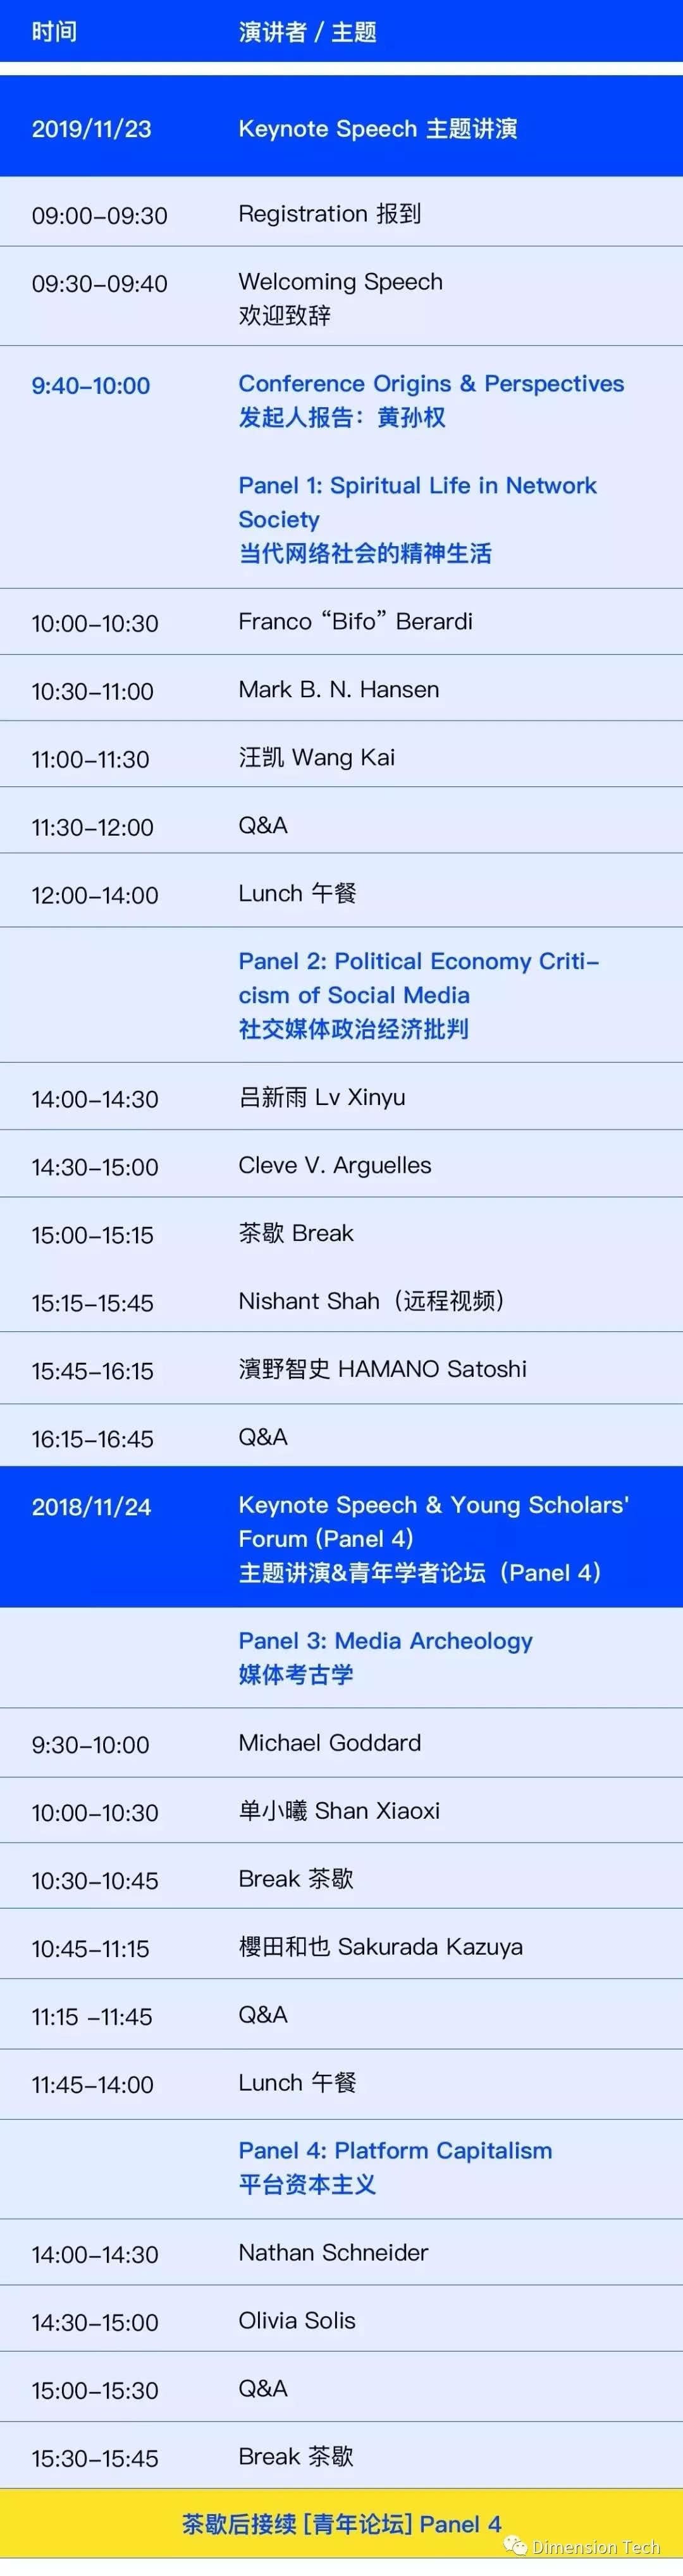 时间 演讲者 / 主题
2019/11/23 Keynote Speech 主题讲演
09:00–09:30 Registration 报到
09:30–09:40 Welcoming Speech
欢迎致辞
9:40–10:00 Conference Origins & Perspectives
发起人报告：黄孙权
Panel 1: Spiritual Life in Network
Society
当代网络社会的精神生活
10:00–10:30 Franco “Bifo” Berardi
10:30–11:00 Mark B. N. Hansen
11:00–11:30 汪凯 Wang Kai
11:30–12:00 Q&A
12:00–14:00 Lunch 午餐
Panel 2: Political Economy Criti–
cism of Social Media
社交媒体政治经济批判
14:00–14:30 吕新雨 Lv Xinyu
14:30–15:00 Cleve V. Arguelles
15:00–15:15 茶歇 Break
15:15–15:45 Nishant Shah（远程视频）
15:45–16:15 濱野智史 HAMANO Satoshi
16:15–16:45 Q&A
2018/11/24 Keynote Speech & Young Scholars'
Forum (Panel 4)
主题讲演&青年学者论坛（Panel 4）
Panel 3: Media Archeology
媒体考古学
9:30–10:00 Michael Goddard
10:00–10:30 单小曦 Shan Xiaoxi
10:30–10:45 Break 茶歇
10:45–11:15 櫻田和也 Sakurada Kazuya
11:15 –11:45 Q&A
11:45–14:00 Lunch 午餐
Panel 4: Platform Capitalism
平台资本主义
14:00–14:30 Nathan Schneider
14:30–15:00 Olivia Solis
15:00–15:30 Q&A
15:30–15:45 Break 茶歇
茶歇后接续 [青年论坛] Panel 4
Dimension Tech